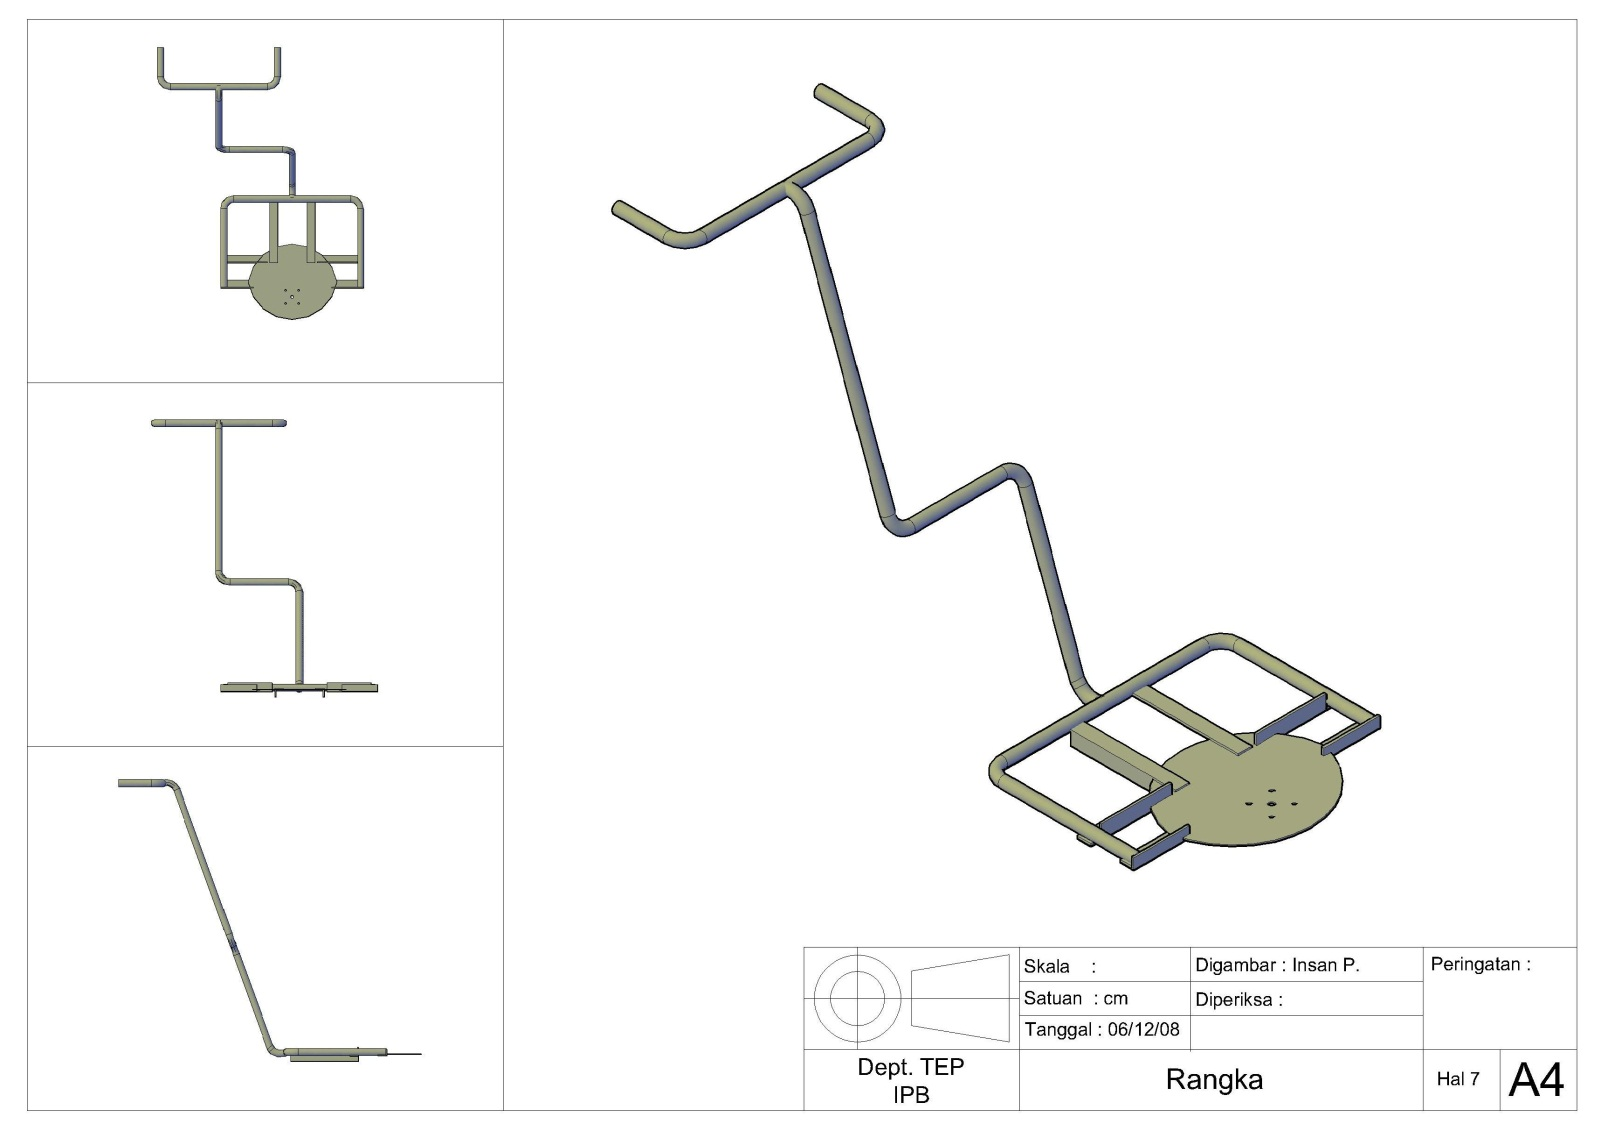 Skala :
Digambar : Insan P.
Peringatan :
Satuan : cm
Diperiksa :
Tanggal : 06/12/08
Dept. TEP
IPB
Rangka
Hal 7
A4